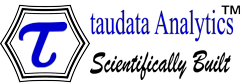 τ
taudata Analytics™
Scientifically Built